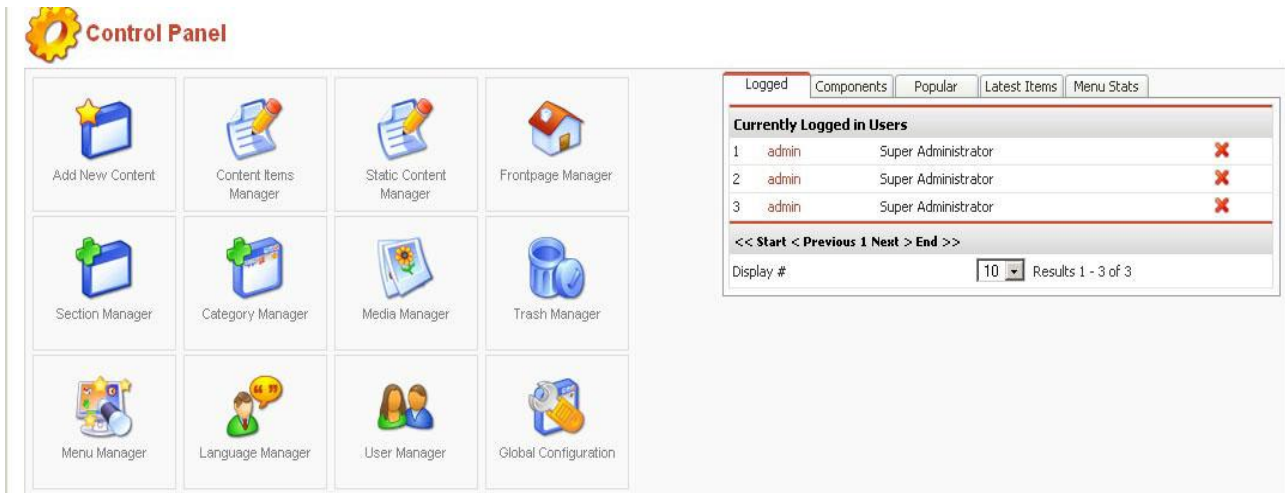 Control Panel
Add New Content
Content Items
Manager
Static Content
Manager
Frontpage Manager
Section Manager
Category Manager
Media Manager
Trash Manager
Menu Manager
Language Manager
User Manager
Global Configuration
Logged Components Popular Latest Items Menu Stats
Currently Logged in Users
1 admin Super Administrator
2 admin Super Administrator
3 admin Super Administrator
<< Start < Previous 1 Next > End >>
Display # 10 Results 1 - 3 of 3